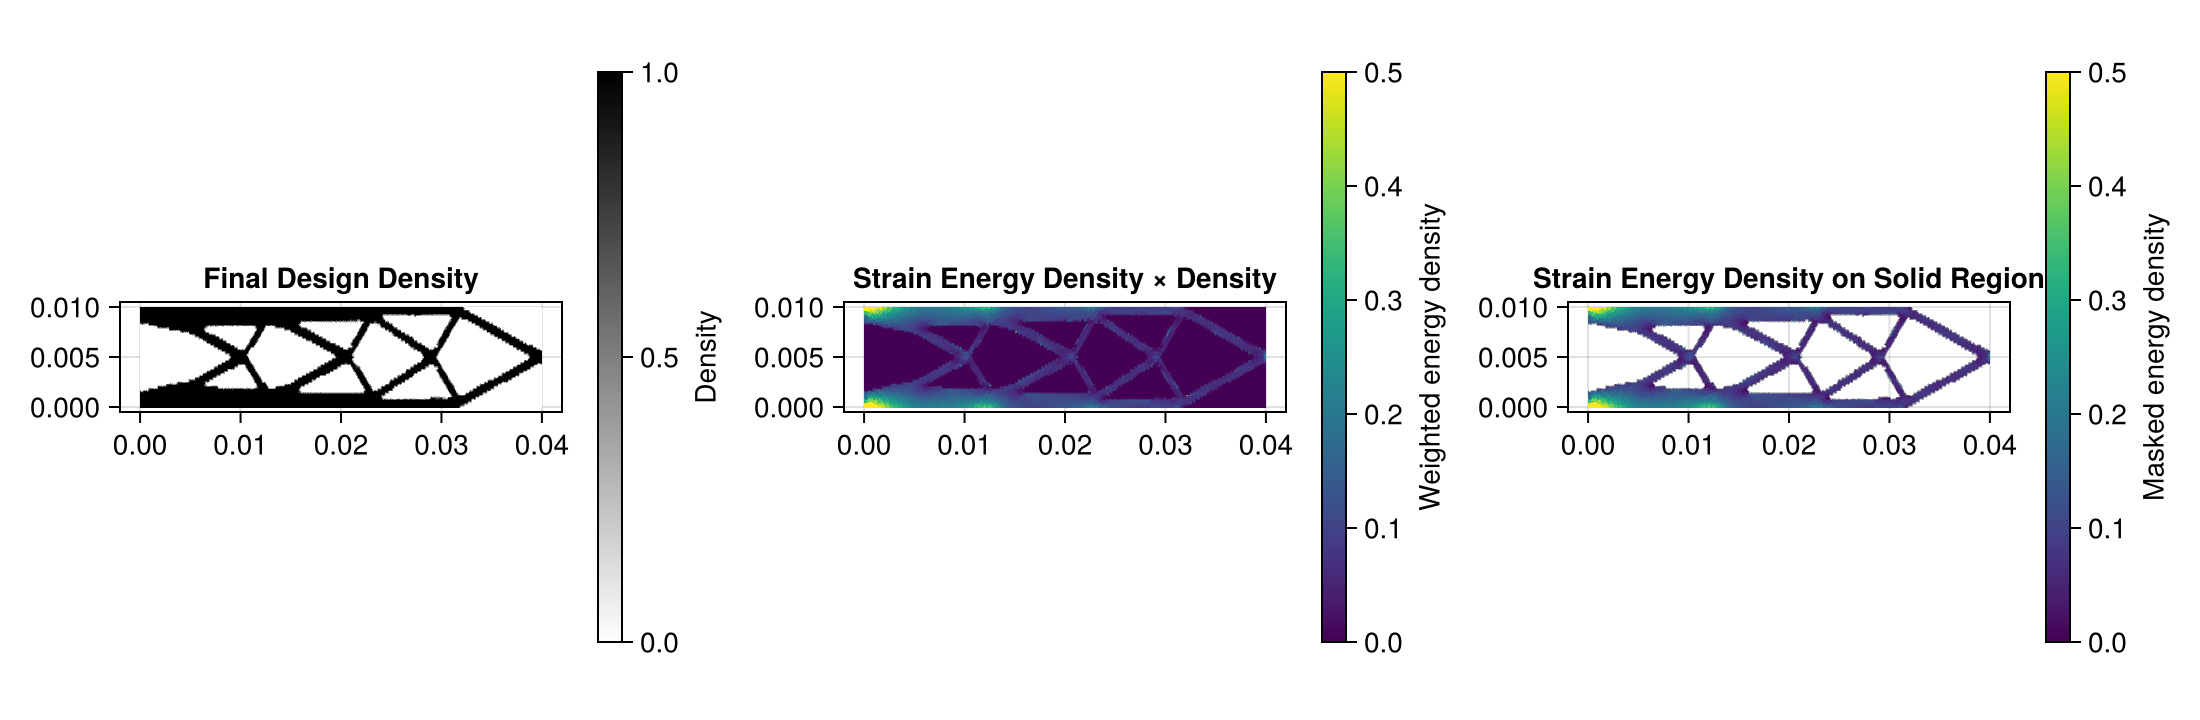 Final Design Density
0.010
0.005
0.000
0.00 0.01 0.02 0.03 0.04
1.0
0.5
0.0
Density
Strain Energy Density × Density
0.010
0.005
0.000
0.00 0.01 0.02 0.03 0.04
0.5
0.4
0.3
0.2
0.1
0.0
Weighted energy density
Strain Energy Density on Solid Region
0.010
0.005
0.000
0.00 0.01 0.02 0.03 0.04
0.5
0.4
0.3
0.2
0.1
0.0
Masked energy density